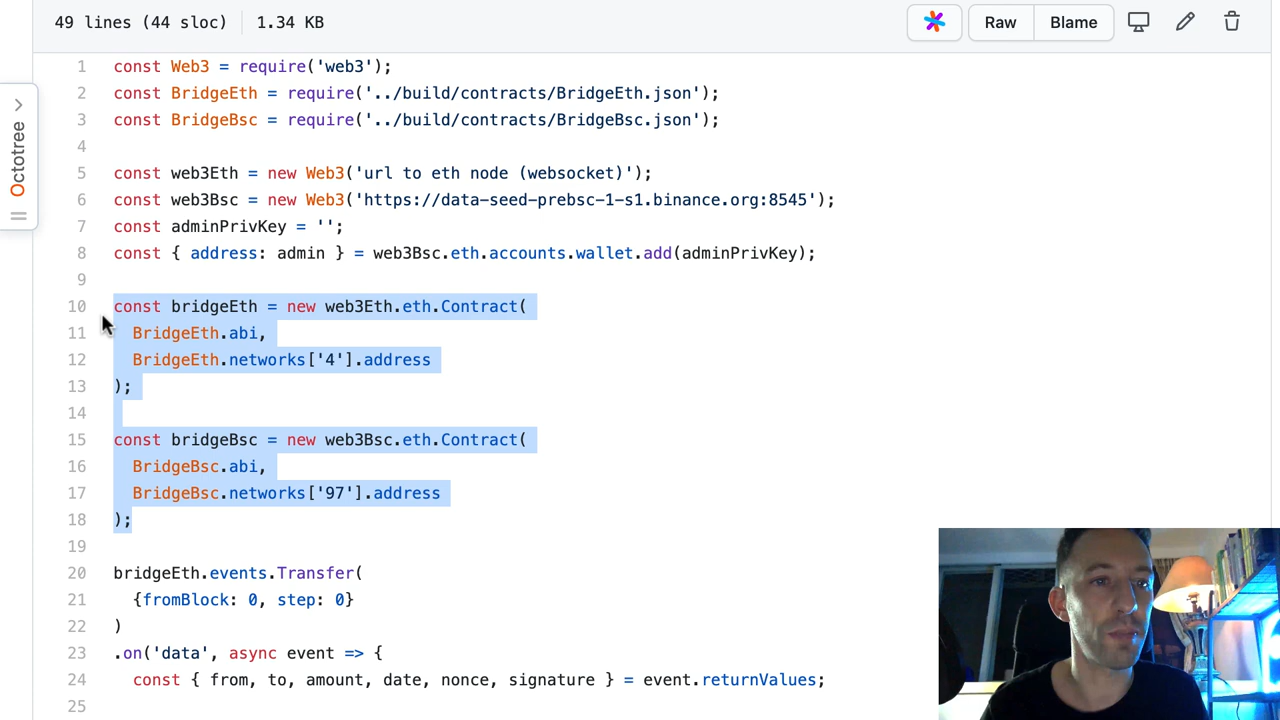 49 lines (44 sloc) 1.34 KB Raw Blame
Octotree
1 const Web3 = require('web3');
2 const BridgeEth = require('../build/contracts/BridgeEth.json');
3 const BridgeBsc = require('../build/contracts/BridgeBsc.json');
4
5 const web3Eth = new Web3('url to eth node (websocket)');
6 const web3Bsc = new Web3('https://data-seed-prebsc-1-s1.binance.org:8545');
7 const adminPrivKey = '';
8 const { address: admin } = web3Bsc.eth.accounts.wallet.add(adminPrivKey);
9
10 const bridgeEth = new web3Eth.eth.Contract(
11   BridgeEth.abi,
12   BridgeEth.networks['4'].address
13 );
14
15 const bridgeBsc = new web3Bsc.eth.Contract(
16   BridgeBsc.abi,
17   BridgeBsc.networks['97'].address
18 );
19
20 bridgeEth.events.Transfer(
21   {fromBlock: 0, step: 0}
22 )
23 .on('data', async event => {
24   const { from, to, amount, date, nonce, signature } = event.returnValues;
25